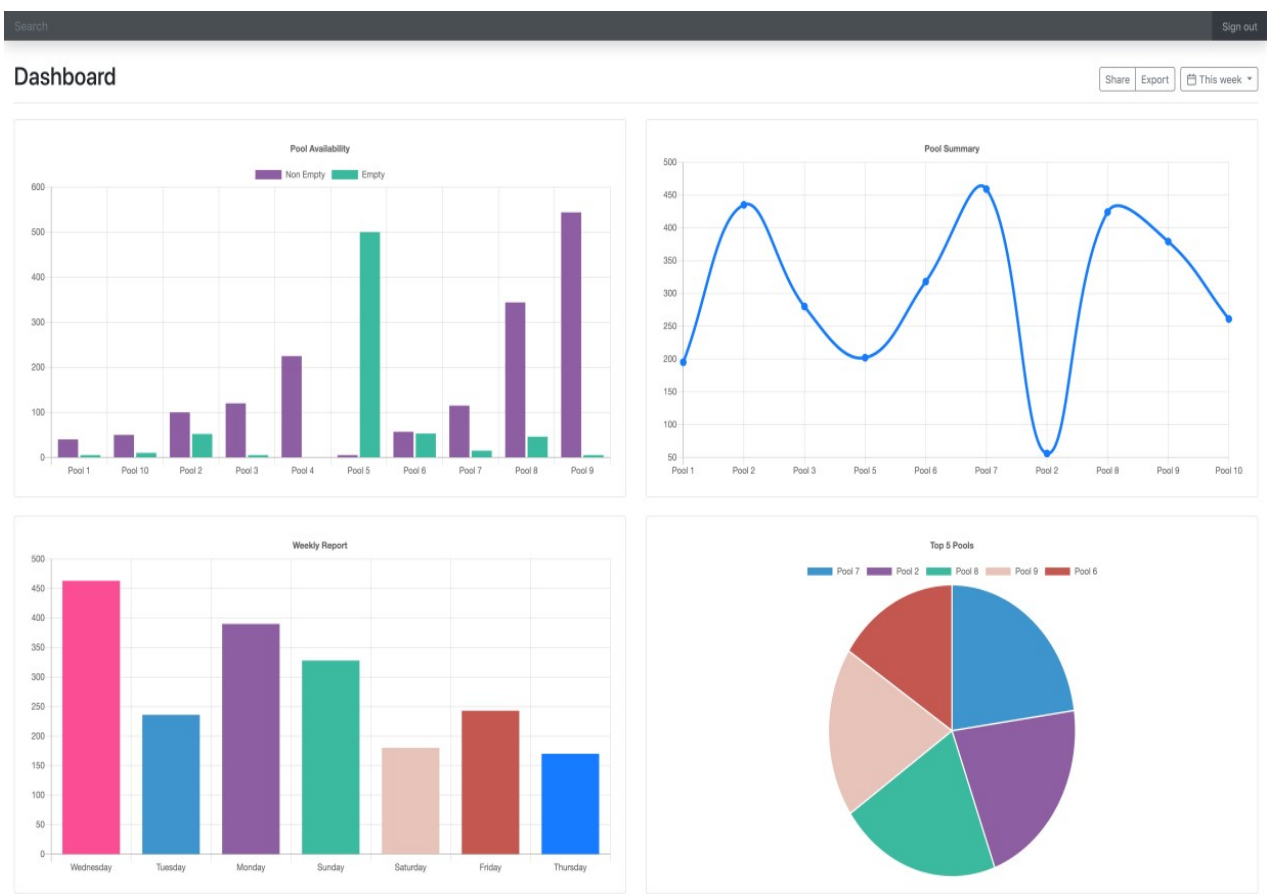 Search Sign out
Dashboard
Share Export This week
Pool Availability
Non Empty Empty
600
500
400
300
200
100
0
Pool 1 Pool 10 Pool 2 Pool 3 Pool 4 Pool 5 Pool 6 Pool 7 Pool 8 Pool 9
Pool Summary
500
450
400
350
300
250
200
150
100
50
Pool 1 Pool 2 Pool 3 Pool 5 Pool 6 Pool 7 Pool 2 Pool 8 Pool 9 Pool 10
Weekly Report
500
450
400
350
300
250
200
150
100
50
0
Wednesday Tuesday Monday Sunday Saturday Friday Thursday
Top 5 Pools
Pool 7 Pool 2 Pool 8 Pool 9 Pool 6